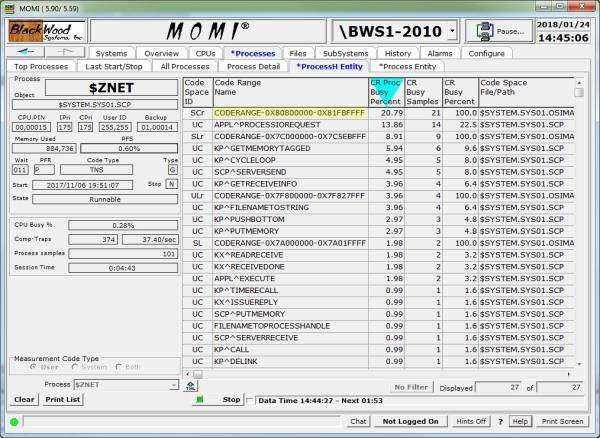 MOMI ( 5.90/ 5.59)
BlackWood
Systems, Inc
MOMI®
\BWS1-2010
Pause...
2018/01/24
14:45:06
Systems Overview CPUs *Processes Files SubSystems History Alarms Configure
Top Processes Last Start/Stop All Processes Process Detail *ProcessH Entity *Process Entity
Process
$ZNET
Object
$SYSTEM.SYS01.SCP
CPU.PIN IPri CPri User ID Backup
00,00015 175 175 255,255 01,00014
Memory Used PFS
884,736 0.60%
Wait PFR Code Type Type
011 P TNS G
Start 2017/11/06 19:51:07 Stop N
State Runnable
CPU Busy % 0.28%
Comp-Traps 374 37.40/sec
Process samples 101
Session Time 0:04:43
Measurement Code Type
User System Both
Process $ZNET
Clear Print List
Code Space ID Code Range Name CR Proc Busy Percent CR Busy Samples CR Busy Percent Code Space File/Path
SCr CODERANGE-0X80800000-0X81FBFFFF 20.79 21 100.0 $SYSTEM.SYS01.OSIMA
UC APPL^PROCESSIOREQUEST 13.86 14 22.5 $SYSTEM.SYS01.SCP
SLr CODERANGE-0X7C000000-0X7C5EBFFF 8.91 9 100.0 $SYSTEM.SYS01.OSIMA
UC KP^GETMEMORYTAGGED 5.94 6 9.6 $SYSTEM.SYS01.SCP
UC KP^CYCLELOOP 4.95 5 8.0 $SYSTEM.SYS01.SCP
UC SCP^SERVERSEND 4.95 5 8.0 $SYSTEM.SYS01.SCP
UC KP^GETRECEIVEINFO 3.96 4 6.4 $SYSTEM.SYS01.SCP
ULr CODERANGE-0X7F800000-0X7F827FFF 3.96 4 100.0 $SYSTEM.SYS01.OSIMA
UC KP^FILENAMETOSTRING 3.96 4 6.4 $SYSTEM.SYS01.SCP
UC KP^PUSHBOTTOM 2.97 3 4.8 $SYSTEM.SYS01.SCP
UC KP^PUTMEMORY 2.97 3 4.8 $SYSTEM.SYS01.SCP
SL CODERANGE-0X7A000000-0X7A01FFFF 1.98 2 100.0 $SYSTEM.SYS01.OSIMA
UC KX^READRECEIVE 1.98 2 3.2 $SYSTEM.SYS01.SCP
UC KX^RECEIVEDONE 1.98 2 3.2 $SYSTEM.SYS01.SCP
UC APPL^EXECUTE 1.98 2 3.2 $SYSTEM.SYS01.SCP
UC KP^TIMERECALL 0.99 1 1.6 $SYSTEM.SYS01.SCP
UC KX^ISSUEREPLY 0.99 1 1.6 $SYSTEM.SYS01.SCP
UC SCP^PUTMEMORY 0.99 1 1.6 $SYSTEM.SYS01.SCP
UC FILENAMETOPROCESSHANDLE 0.99 1 1.6 $SYSTEM.SYS01.SCP
UC SCP^SERVERRECEIVE 0.99 1 1.6 $SYSTEM.SYS01.SCP
UC KP^CALL 0.99 1 1.6 $SYSTEM.SYS01.SCP
UC KP^DELINK 0.99 1 1.6 $SYSTEM.SYS01.SCP
No Filter Displayed 27 of 27
Stop Data Time 14:44:27 - Next 01:53
Chat Not Logged On Hints Off ? Help Print Screen